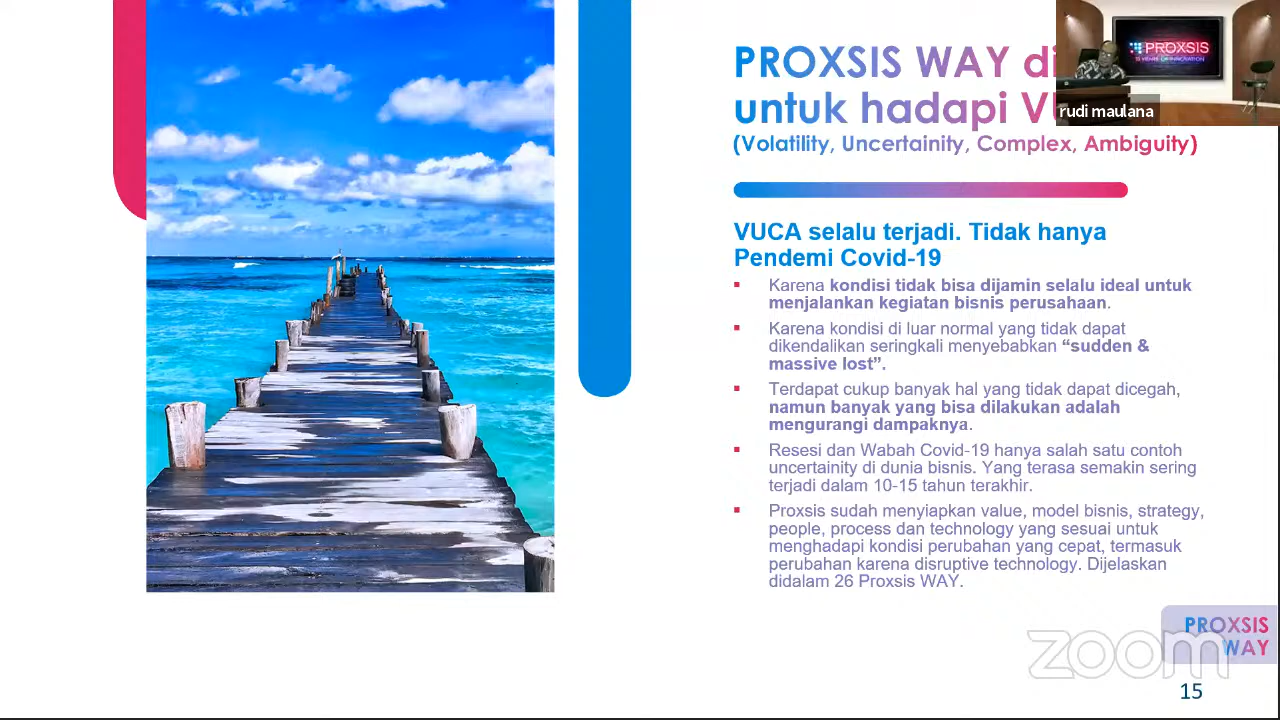 PROXSIS WAY
untuk hadapi
(Volatility, Uncertainity, Complex, Ambiguity)
VUCA selalu terjadi. Tidak hanya
Pendemi Covid-19
Karena kondisi tidak bisa dijamin selalu ideal untuk
menjalankan kegiatan bisnis perusahaan.
Karena kondisi di luar normal yang tidak dapat
dikendalikan seringkali menyebabkan “sudden &
massive lost”.
Terdapat cukup banyak hal yang tidak dapat dicegah,
namun banyak yang bisa dilakukan adalah
mengurangi dampaknya.
Resesi dan Wabah Covid-19 hanya salah satu contoh
uncertainity di dunia bisnis. Yang terasa semakin sering
terjadi dalam 10-15 tahun terakhir.
Proxsis sudah menyiapkan value, model bisnis, strategy,
people, process dan technology yang sesuai untuk
menghadapi kondisi perubahan yang cepat, termasuk
perubahan karena disruptive technology. Dijelaskan
didalam 26 Proxsis WAY.
PROXSIS
rudi maulana
PROXSIS
WAY
zoom
15